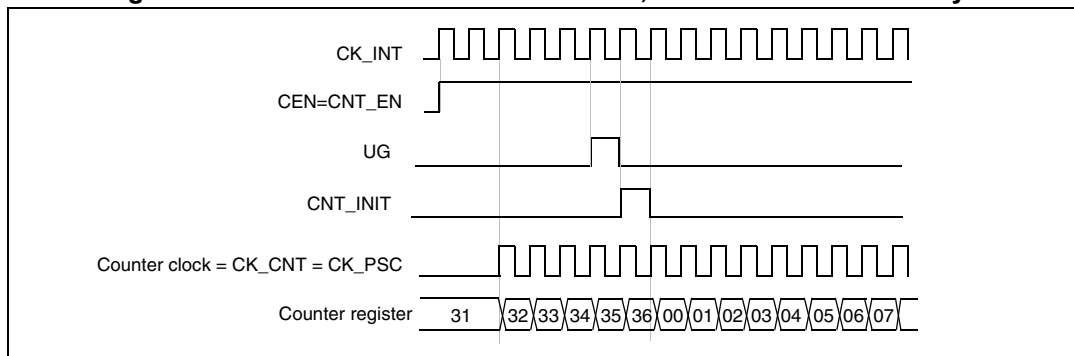 CK_INT
CEN=CNT_EN
UG
CNT_INIT
Counter clock = CK_CNT = CK_PSC
Counter register 31 32 33 34 35 36 00 01 02 03 04 05 06 07